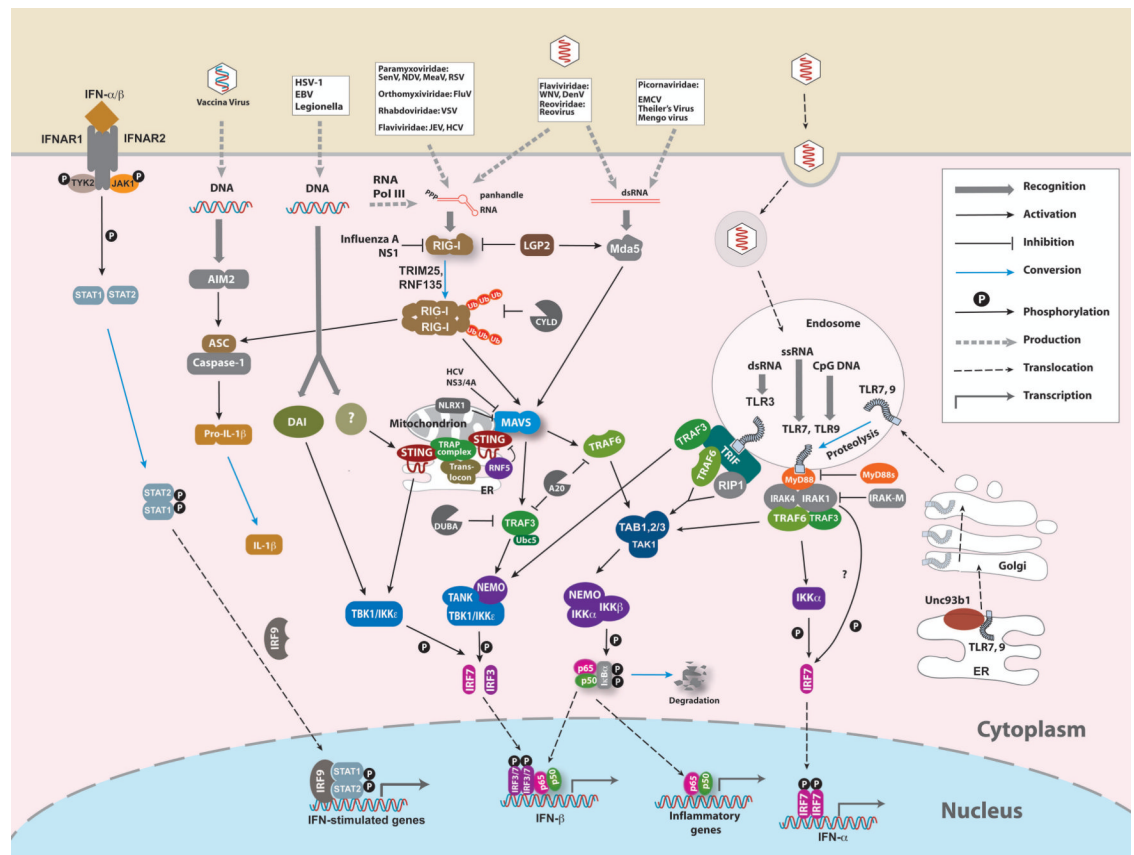 IFN-α/β
IFNAR1
IFNAR2
P
TYK2
JAK1
P
P
STAT1
STAT2
STAT2
STAT1
P
P
IRF9
IRF9
STAT1
STAT2
P
P
IFN-stimulated genes
Vaccina Virus
DNA
AIM2
ASC
Caspase-1
Pro-IL-1β
IL-1β
HSV-1
EBV
Legionella
DNA
RNA
Pol III
DAI
?
Paramyxoviridae:
SenV, NDV, MeaV, RSV
Orthomyxiviridae: FluV
Rhabdoviridae: VSV
Flaviviridae: JEV, HCV
Flaviviridae:
WNV, DenV
Reoviridae:
Reovirus
Picornaviridae:
EMCV
Theiler's Virus
Mengo virus
PPP
panhandle
RNA
dsRNA
Influenza A
NS1
RIG-I
LGP2
Mda5
TRIM25,
RNF135
RIG-I
RIG-I
Ub Ub Ub
Ub Ub Ub
CYLD
HCV
NS3/4A
NLRX1
MAVS
Mitochondrion
STING
TRAP
complex
STING
Trans-
locon
RNF5
ER
A20
DUBA
TRAF3
Ubc5
TRAF6
TRAF3
TRAF6
TRIF
RIP1
TAB1,2/3
TAK1
TBK1/IKKε
NEMO
TANK
TBK1/IKKε
NEMO
IKKβ
IKKα
P
P
P
IRF7
IRF3
p65
p50
IκBα
P
P
Degradation
P
P
IRF3/7
IRF3/7
p65
p50
IFN-β
p65
p50
Inflammatory
genes
Endosome
ssRNA
dsRNA
CpG DNA
TLR3
TLR7, 9
TLR7,
TLR9
Proteolysis
MyD88
MyD88s
IRAK4
IRAK1
IRAK-M
TRAF6
TRAF3
?
IKKα
P
P
IRF7
P
P
IRF7
IRF7
IFN-α
Golgi
Unc93b1
TLR7, 9
ER
Recognition
Activation
Inhibition
Conversion
P
Phosphorylation
Production
Translocation
Transcription
Cytoplasm
Nucleus